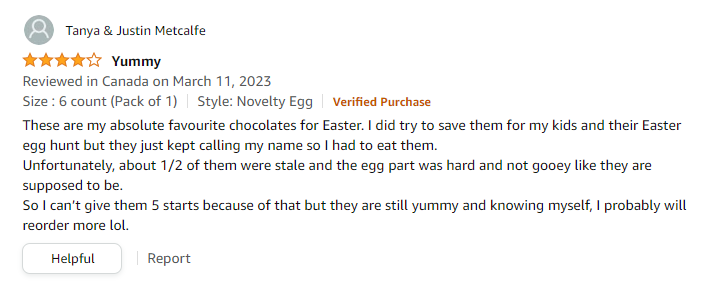 Tanya & Justin Metcalfe
Yummy
Reviewed in Canada on March 11, 2023
Size : 6 count (Pack of 1) | Style: Novelty Egg | Verified Purchase
These are my absolute favourite chocolates for Easter. I did try to save them for my kids and their Easter
egg hunt but they just kept calling my name so I had to eat them.
Unfortunately, about 1/2 of them were stale and the egg part was hard and not gooey like they are
supposed to be.
So I can't give them 5 starts because of that but they are still yummy and knowing myself, I probably will
reorder more lol.
Helpful | Report